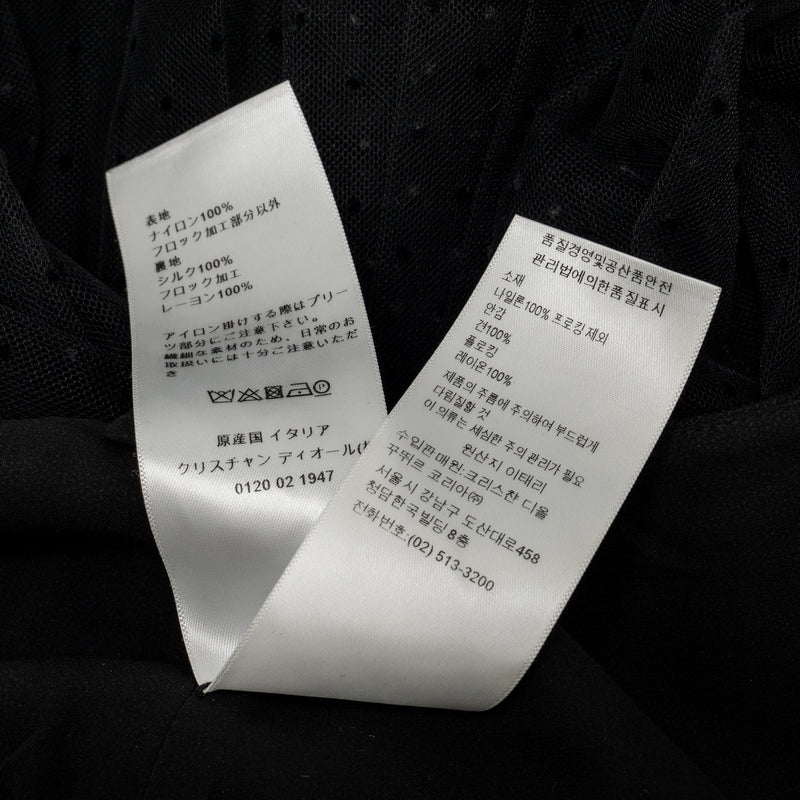 表地
ナイロン100%
フロック加工部分以外
裏地
シルク100%
フロック加工
レーヨン100%
アイロン掛けする際はプリー
ツ部分にご注意下さい。
繊細な素材のため、日常のお
取扱いには十分ご注意いただ
き
原産国 イタリア
クリスチャン ディオール(
0120 02 1947
품질경영및공산품안전
관리법에의한품질표시
소재
나일론100% 프로킹제외
안감
견100%
플로킹
레이온100%
제품의 주름에 주의하여 부드럽게
다림질할 것
이 의류는 세심한 주의 관리가 필요
원산지 이태리
수입판매원:크리스찬 디올
꾸뛰르 코리아㈜
서울시 강남구 도산대로458
청담한국빌딩 8층
전화번호:(02) 513-3200